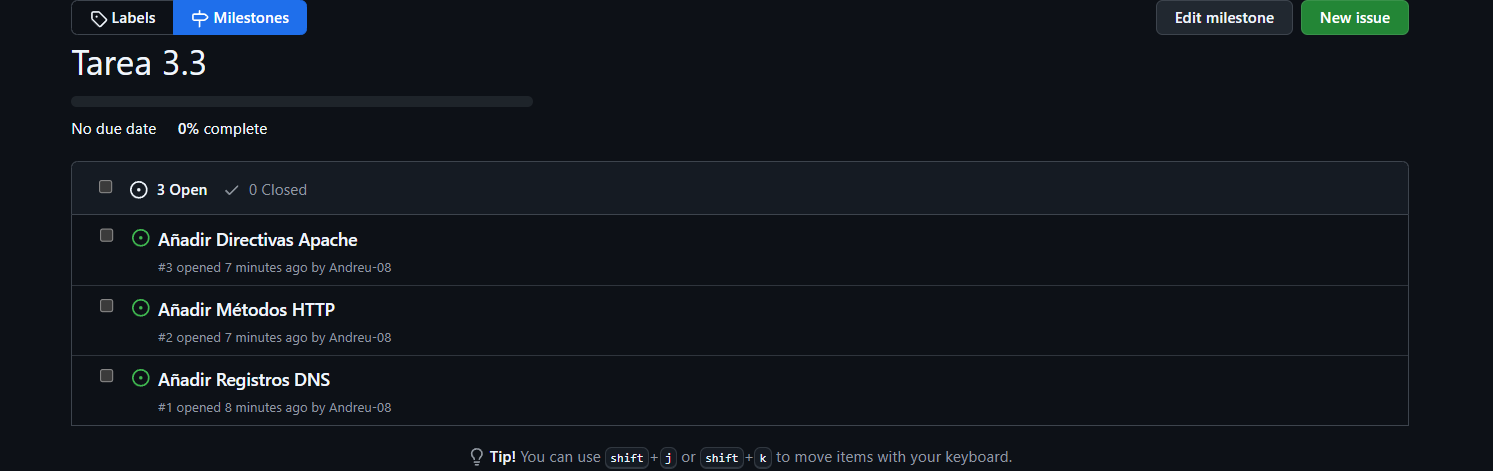 Labels Milestones Edit milestone New issue
Tarea 3.3
No due date 0% complete
3 Open 0 Closed
Añadir Directivas Apache
#3 opened 7 minutes ago by Andreu-08
Añadir Métodos HTTP
#2 opened 7 minutes ago by Andreu-08
Añadir Registros DNS
#1 opened 8 minutes ago by Andreu-08
Tip! You can use shift+j or shift+k to move items with your keyboard.